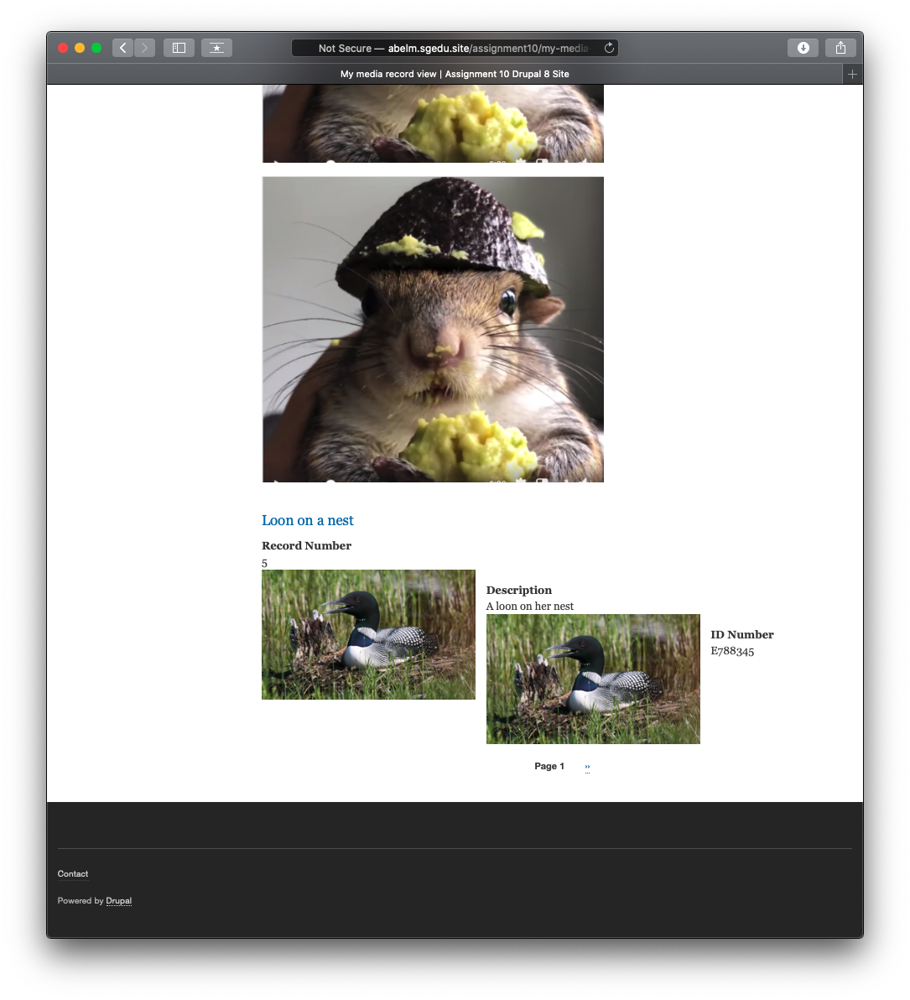 Not Secure — abelm.sgedu.site/assignment10/my-media-
My media record view | Assignment 10 Drupal 8 Site
Loon on a nest
Record Number
5
Description
A loon on her nest
ID Number
E788345
Page 1 ››
Contact
Powered by Drupal